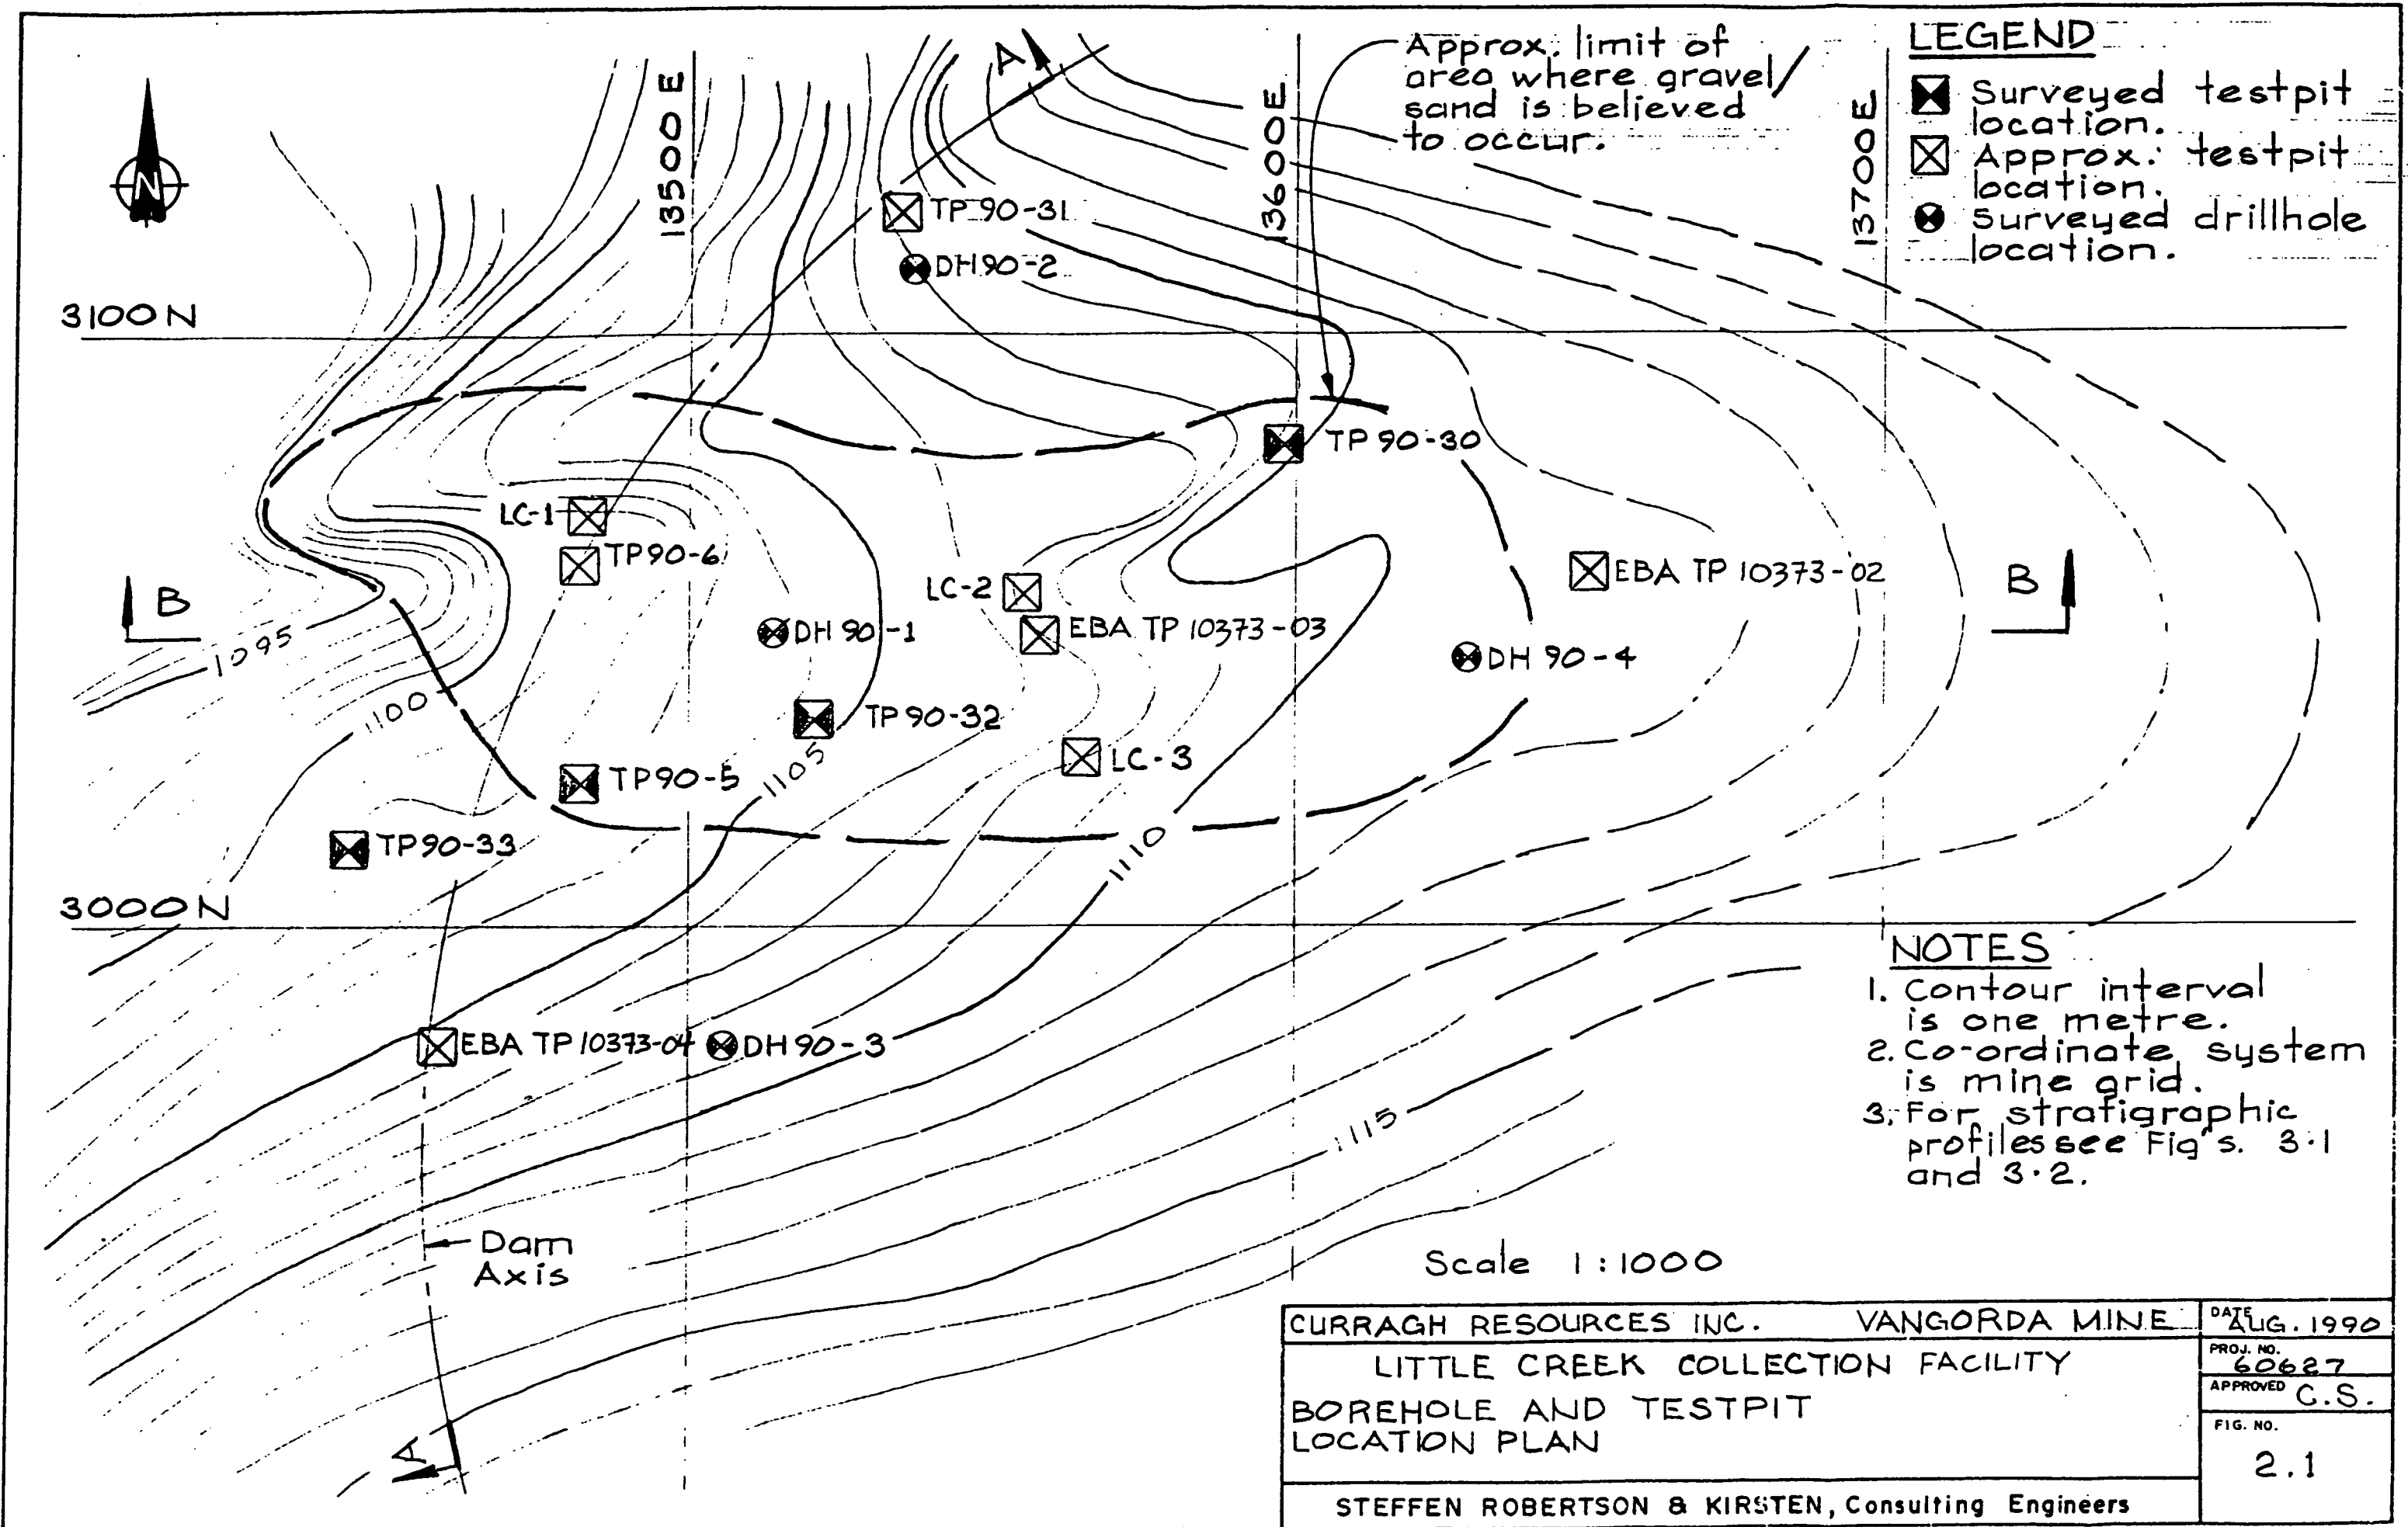 Approx. limit of
area where gravel/
sand is believed
to occur.
LEGEND
Surveyed testpit
location.
Approx. testpit
location.
Surveyed drillhole
location.
A
N
13500 E
13600E
13700E
TP 90-31
DH90-2
3100 N
TP 90-30
LC-1
TP90-6
EBA TP 10373-02
LC-2
B
B
DH 90-1
EBA TP 10373-03
1095
DH 90-4
1100
TP 90-32
LC-3
TP90-5
1105
TP90-33
1110
3000 N
EBA TP 10373-04
DH90-3
1115
Dam
Axis
A
NOTES
1. Contour interval
is one metre.
2. Co-ordinate system
is mine grid.
3. For stratigraphic
profiles see Fig's. 3.1
and 3.2.
Scale 1:1000
CURRAGH RESOURCES INC. VANGORDA MINE
DATE AUG. 1990
LITTLE CREEK COLLECTION FACILITY
PROJ. NO.
60627
BOREHOLE AND TESTPIT
LOCATION PLAN
APPROVED C.S.
FIG. NO.
2.1
STEFFEN ROBERTSON & KIRSTEN, Consulting Engineers